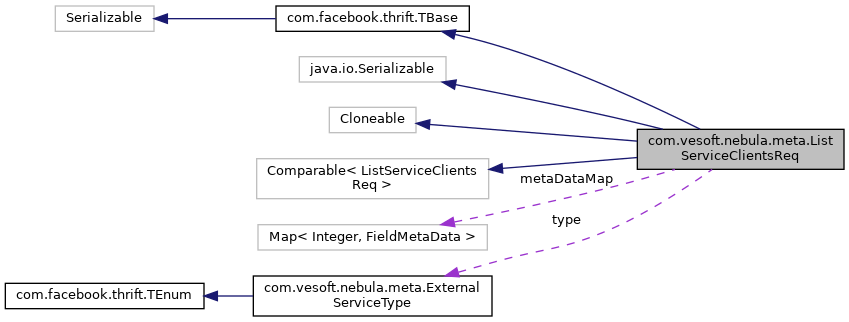 Serializable
com.facebook.thrift.TBase
java.io.Serializable
Cloneable
com.vesoft.nebula.meta.List
ServiceClientsReq
Comparable< ListServiceClients
Req >
metaDataMap
type
Map< Integer, FieldMetaData >
com.facebook.thrift.TEnum
com.vesoft.nebula.meta.External
ServiceType